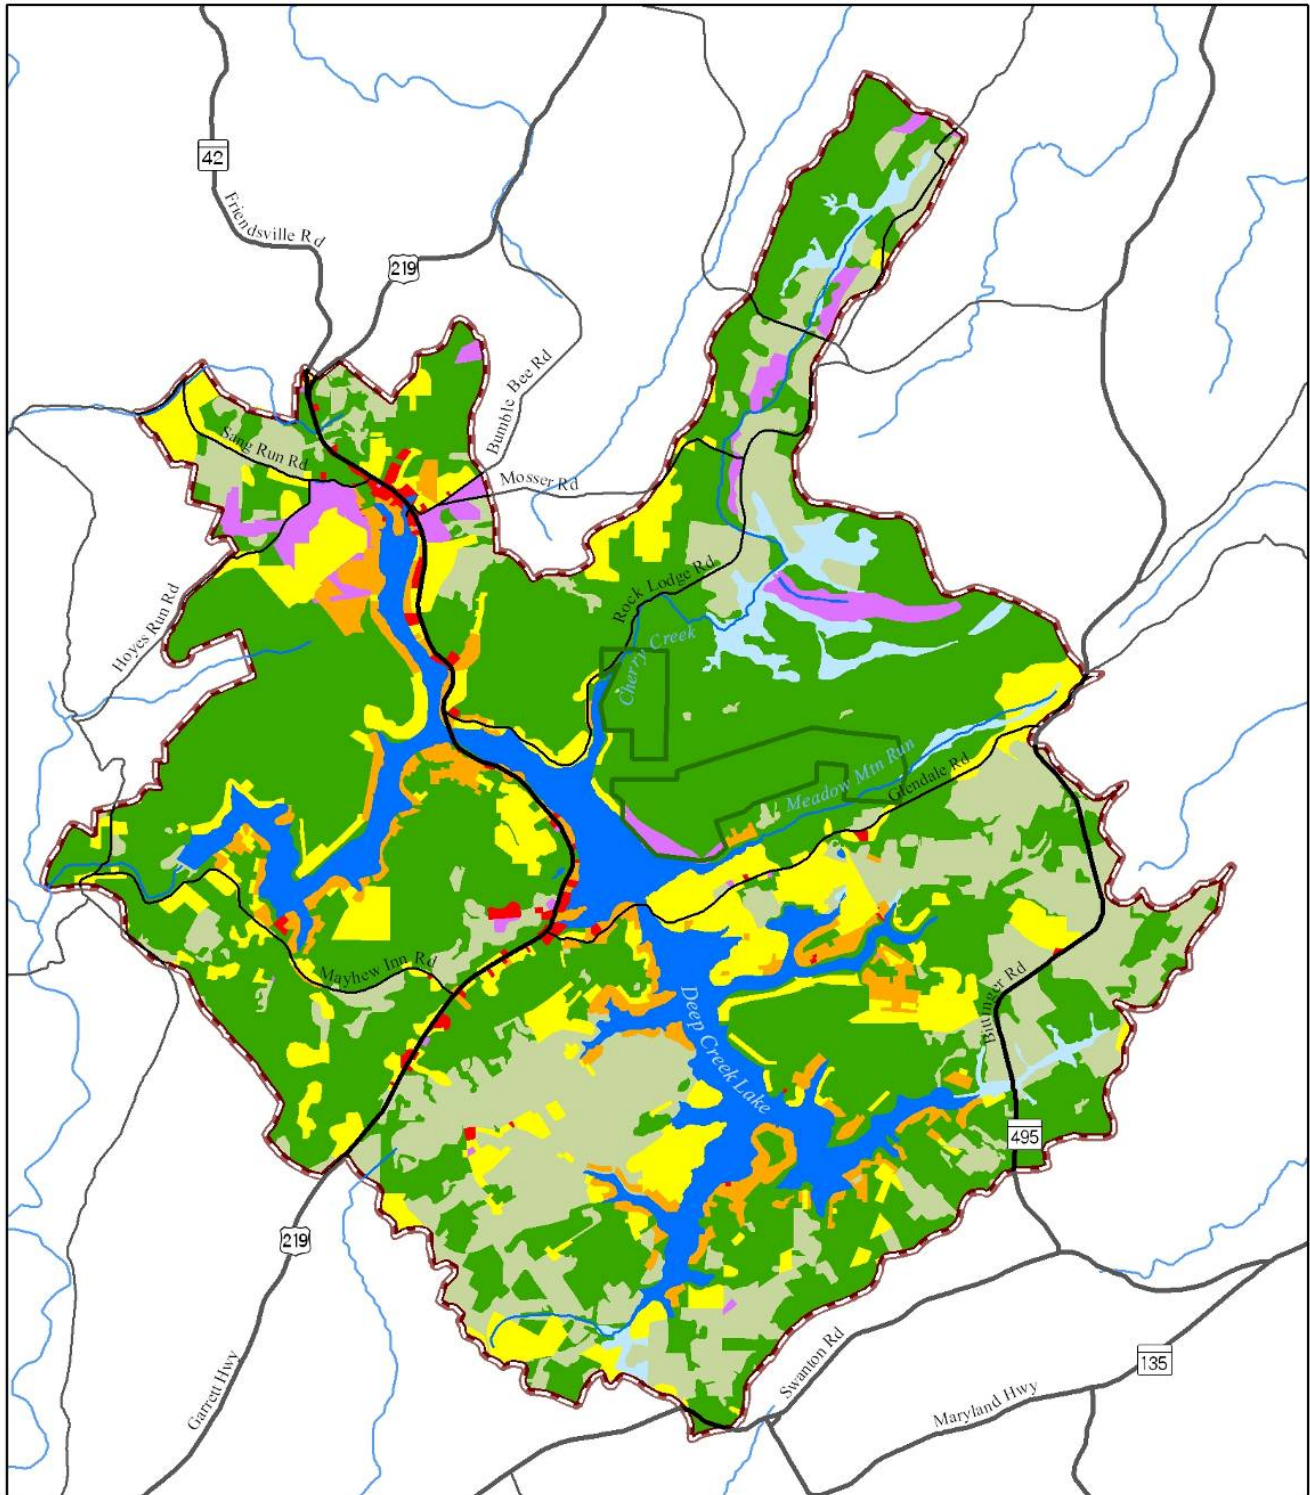 42
Friendsville Rd
219
Bumble Bee Rd
Sang Run Rd
Mosser Rd
Rock Lodge Rd
Hoyes Run Rd
Cherry Creek
Meadow Mtn Run
Glendale Rd
Mayhew Inn Rd
Bittinger Rd
Deep Creek Lake
495
219
Swanton Rd
135
Garrett Hwy
Maryland Hwy